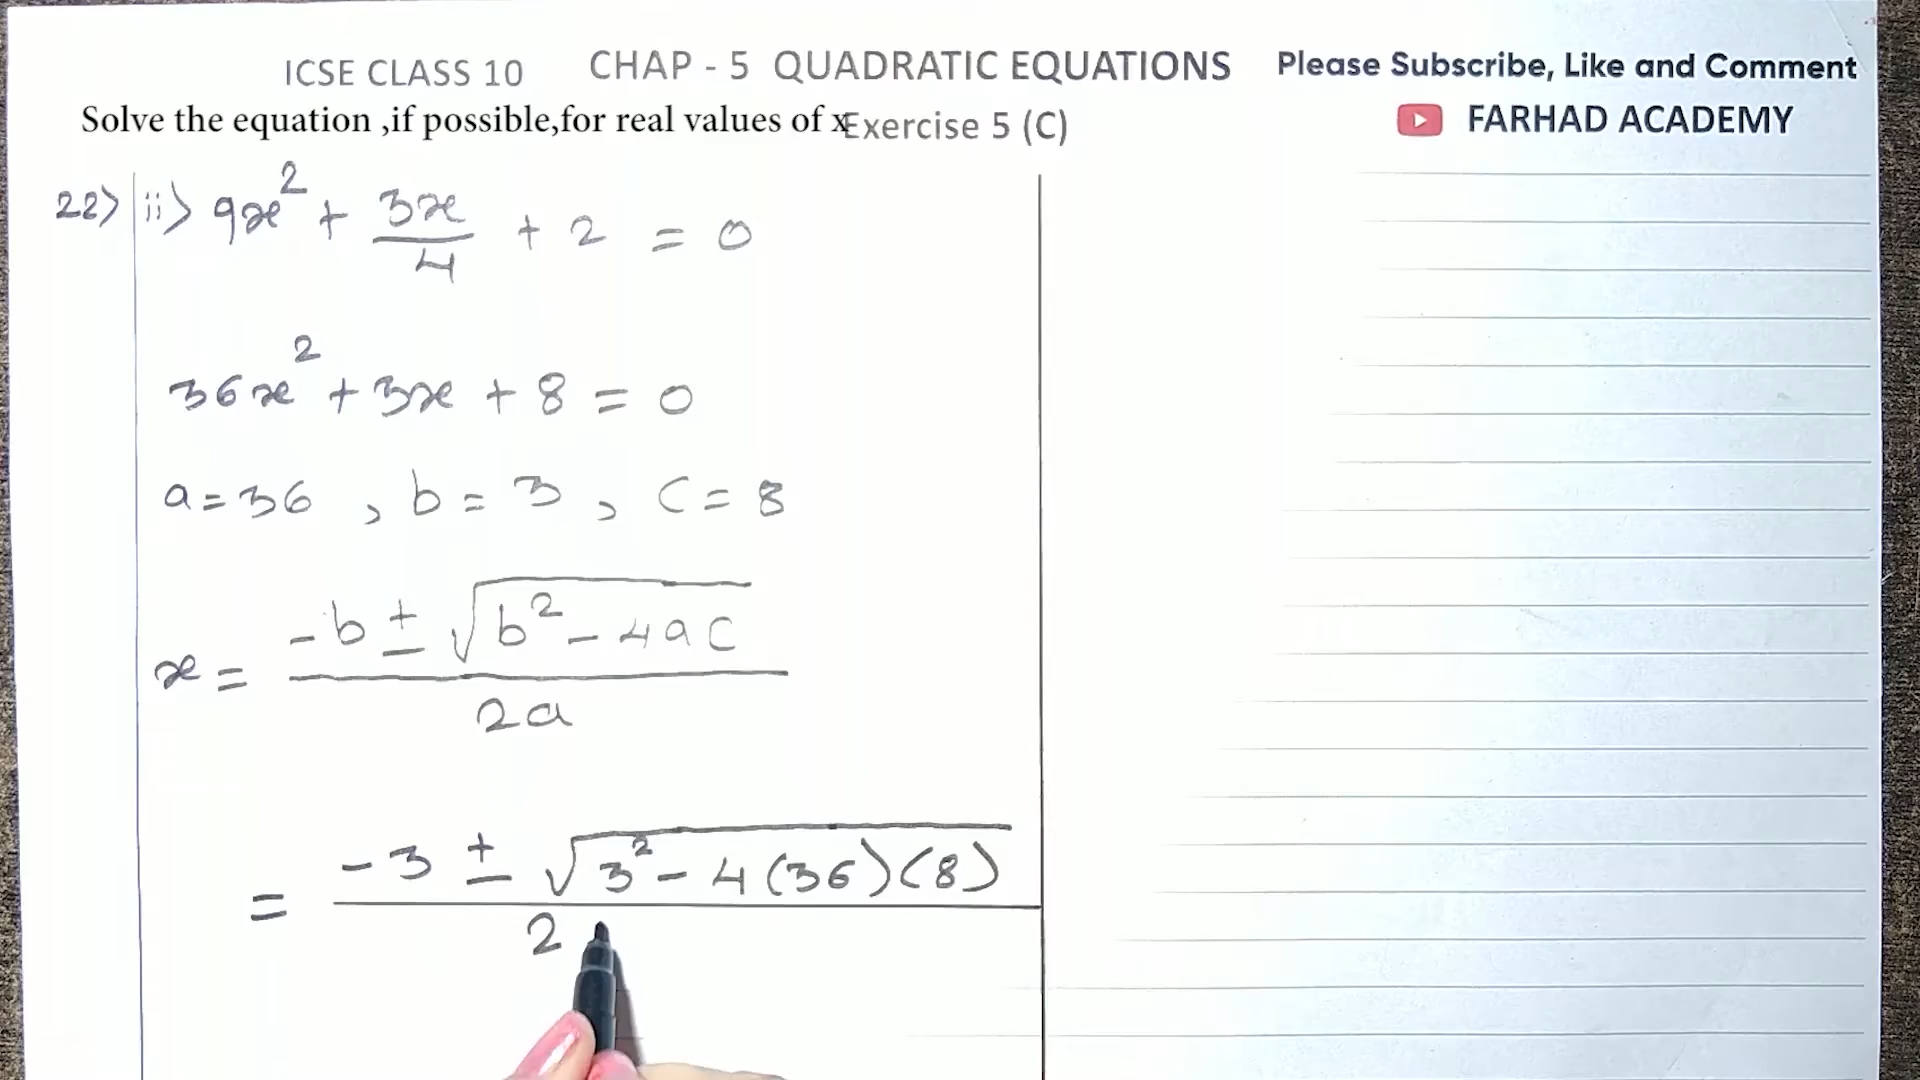 ICSE CLASS 10 CHAP - 5 QUADRATIC EQUATIONS Please Subscribe, Like and Comment
Solve the equation ,if possible,for real values of x Exercise 5 (C) FARHAD ACADEMY
22> ii> 9x² + 3x/4 + 2 = 0
36x² + 3x + 8 = 0
a = 36 , b = 3 , c = 8
x = (-b ± √(b² - 4ac))/2a
= -3 ± √(3² - 4(36)(8))
2